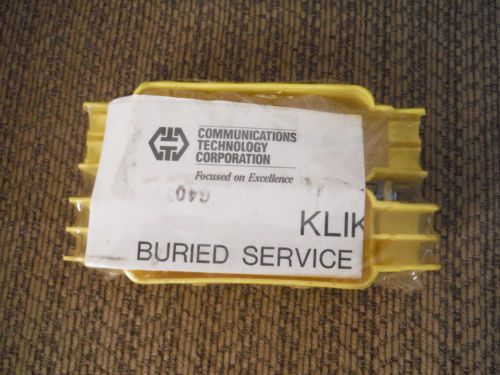 COMMUNICATIONS
TECHNOLOGY
CORPORATION
Focused on Excellence
KLIK
BURIED SERVICE